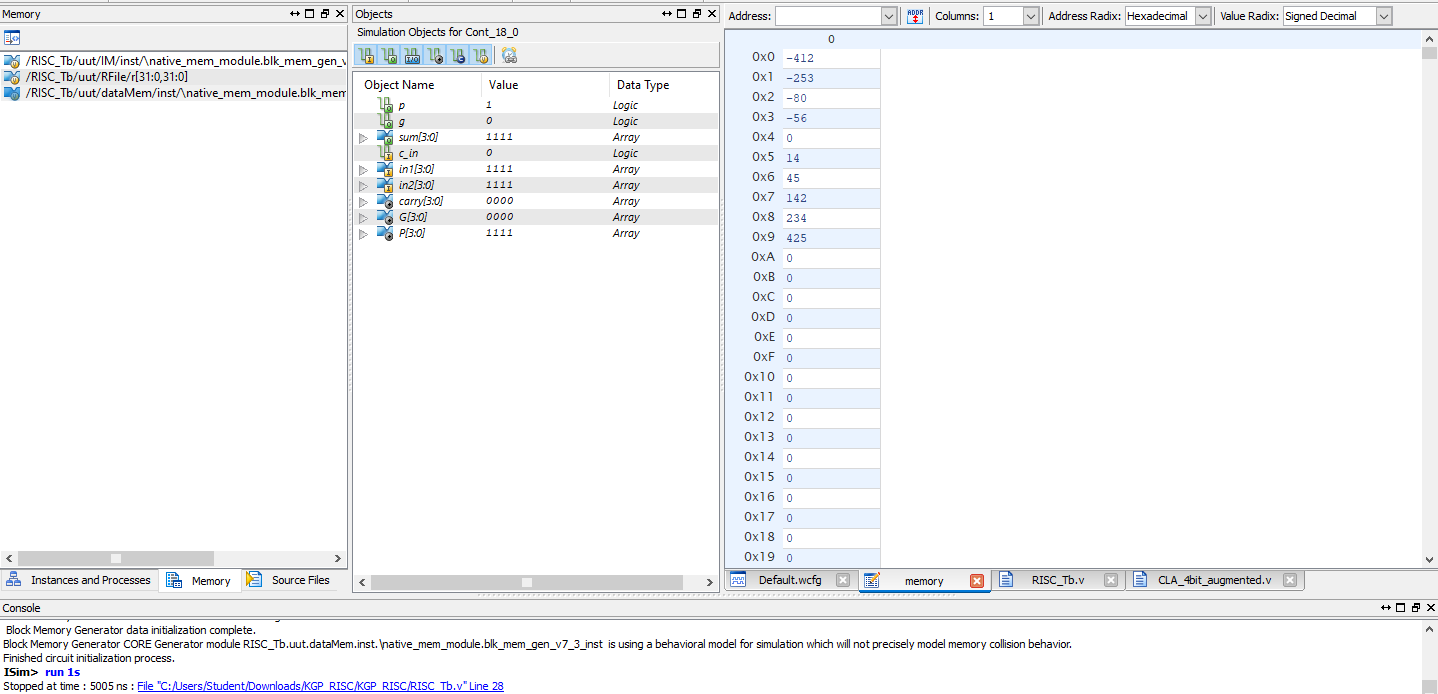 Memory
/RISC_Tb/uut/IM/inst/\native_mem_module.blk_mem_gen_v
/RISC_Tb/uut/RFile/r[31:0,31:0]
/RISC_Tb/uut/dataMem/inst/\native_mem_module.blk_mem
Instances and Processes
Memory
Source Files
Objects
Simulation Objects for Cont_18_0
Object Name Value Data Type
p 1 Logic
g 0 Logic
sum[3:0] 1111 Array
c_in 0 Logic
in1[3:0] 1111 Array
in2[3:0] 1111 Array
carry[3:0] 0000 Array
G[3:0] 0000 Array
P[3:0] 1111 Array
Address: ADDR Columns: 1 Address Radix: Hexadecimal Value Radix: Signed Decimal
0
0x0 -412
0x1 -253
0x2 -80
0x3 -56
0x4 0
0x5 14
0x6 45
0x7 142
0x8 234
0x9 425
0xA 0
0xB 0
0xC 0
0xD 0
0xE 0
0xF 0
0x10 0
0x11 0
0x12 0
0x13 0
0x14 0
0x15 0
0x16 0
0x17 0
0x18 0
0x19 0
Default.wcfg
memory
RISC_Tb.v
CLA_4bit_augmented.v
Console
Block Memory Generator data initialization complete.
Block Memory Generator CORE Generator module RISC_Tb.uut.dataMem.inst.\native_mem_module.blk_mem_gen_v7_3_inst is using a behavioral model for simulation which will not precisely model memory collision behavior.
Finished circuit initialization process.
ISim> run 1s
Stopped at time : 5005 ns : File "C:/Users/Student/Downloads/KGP_RISC/KGP_RISC/RISC_Tb.v" Line 28